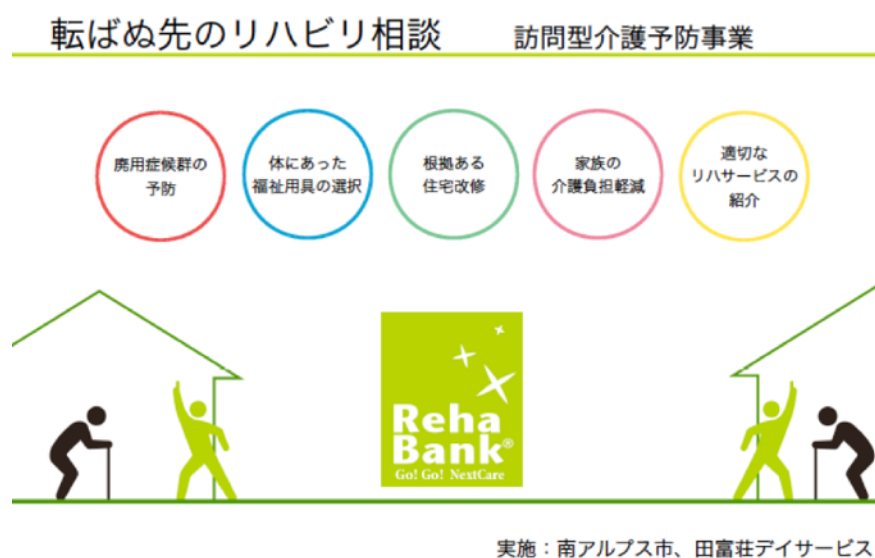 転ばぬ先のリハビリ相談 訪問型介護予防事業
廃用症候群の
予防
体にあった
福祉用具の選択
根拠ある
住宅改修
家族の
介護負担軽減
適切な
リハサービスの
紹介
Reha
Bank®
Go! Go! NextCare
実施：南アルプス市、田富荘デイサービス